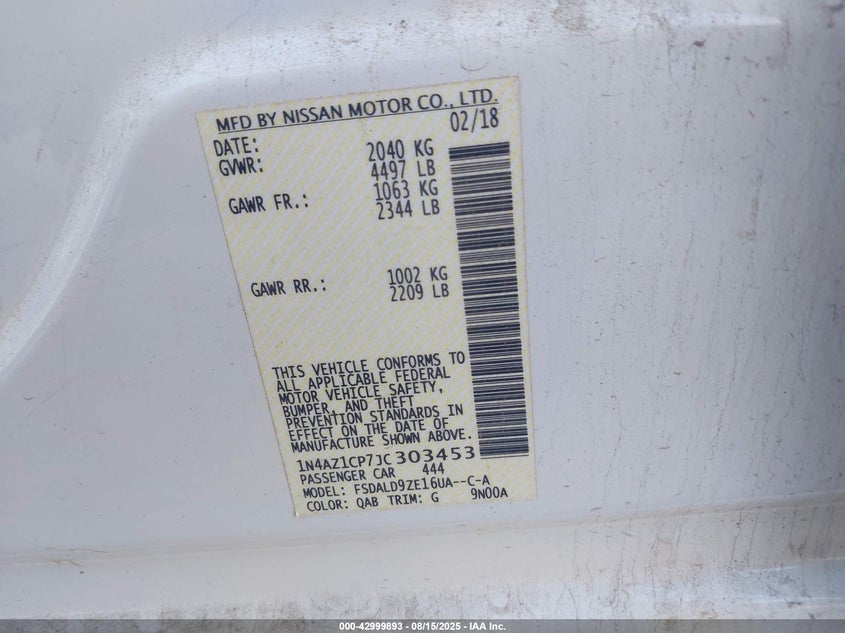 MFD BY NISSAN MOTOR CO., LTD.
DATE: 02/18
GVWR: 2040 KG
4497 LB
GAWR FR.: 1063 KG
2344 LB
GAWR RR.: 1002 KG
2209 LB
THIS VEHICLE CONFORMS TO
ALL APPLICABLE FEDERAL
MOTOR VEHICLE SAFETY,
BUMPER, AND THEFT
PREVENTION STANDARDS IN
EFFECT ON THE DATE OF
MANUFACTURE SHOWN ABOVE.
1N4AZ1CP7JC303453
PASSENGER CAR 444
MODEL: FSDALD9ZE16UA--C-A
COLOR: QAB TRIM: G 9N00A
000-42999893 - 08/15/2025 - IAA Inc.